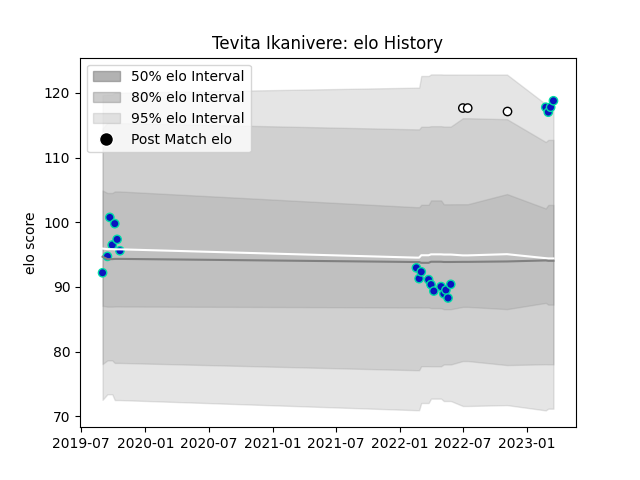 Tevita Ikanivere: elo History
50% elo Interval
80% elo Interval
95% elo Interval
Post Match elo
elo score
120
110
100
90
80
70
2019-07 2020-01 2020-07 2021-01 2021-07 2022-01 2022-07 2023-01